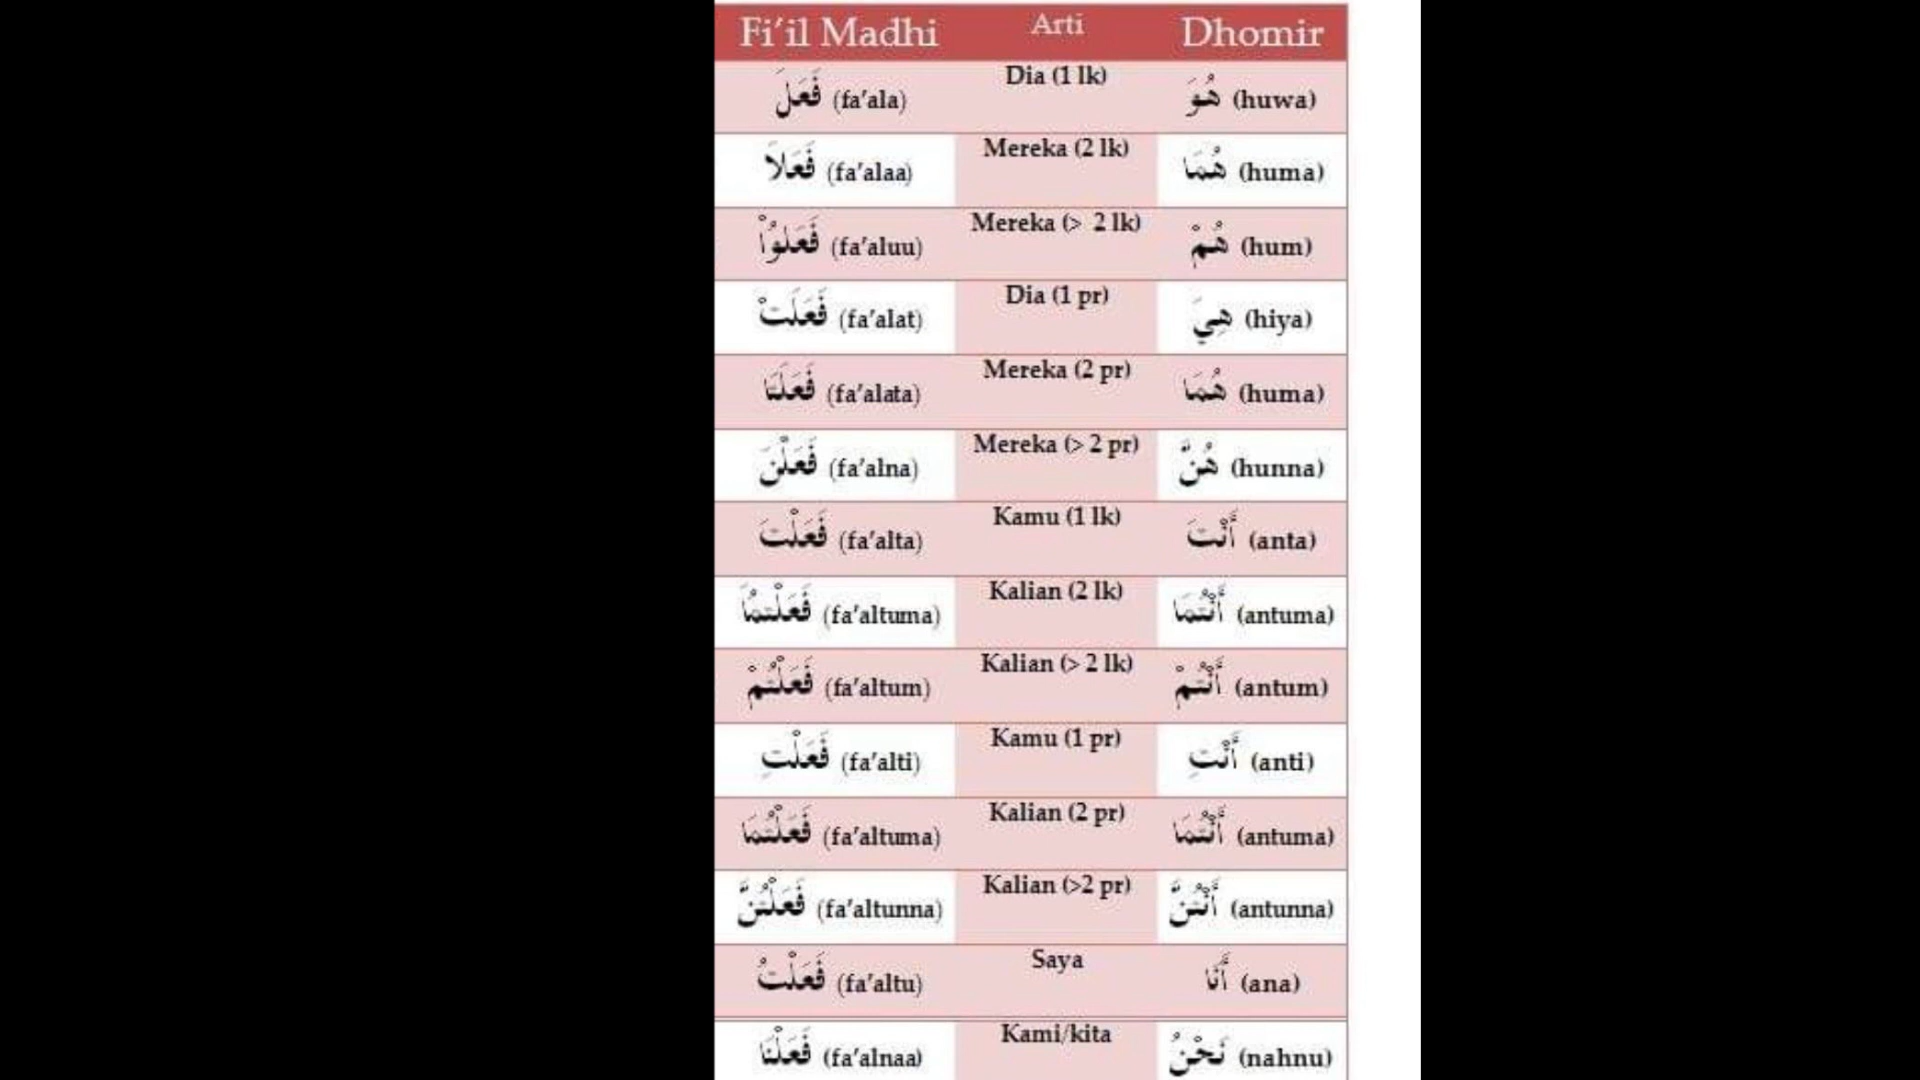 Fi'il Madhi Arti Dhomir
فَعَلَ (fa'ala) Dia (1 lk) هُوَ (huwa)
فَعَلاَ (fa'alaa) Mereka (2 lk) هُمَا (huma)
فَعَلُوْا (fa'aluu) Mereka (> 2 lk) هُمْ (hum)
فَعَلَتْ (fa'alat) Dia (1 pr) هِيَ (hiya)
فَعَلَتَا (fa'alata) Mereka (2 pr) هُمَا (huma)
فَعَلْنَ (fa'alna) Mereka (> 2 pr) هُنَّ (hunna)
فَعَلْتَ (fa'alta) Kamu (1 lk) أَنْتَ (anta)
فَعَلْتُمَا (fa'altuma) Kalian (2 lk) أَنْتُمَا (antuma)
فَعَلْتُمْ (fa'altum) Kalian (> 2 lk) أَنْتُمْ (antum)
فَعَلْتِ (fa'alti) Kamu (1 pr) أَنْتِ (anti)
فَعَلْتُمَا (fa'altuma) Kalian (2 pr) أَنْتُمَا (antuma)
فَعَلْتُنَّ (fa'altunna) Kalian (>2 pr) أَنْتُنَّ (antunna)
فَعَلْتُ (fa'altu) Saya أَنَا (ana)
فَعَلْنَا (fa'alnaa) Kami/kita نَحْنُ (nahnu)